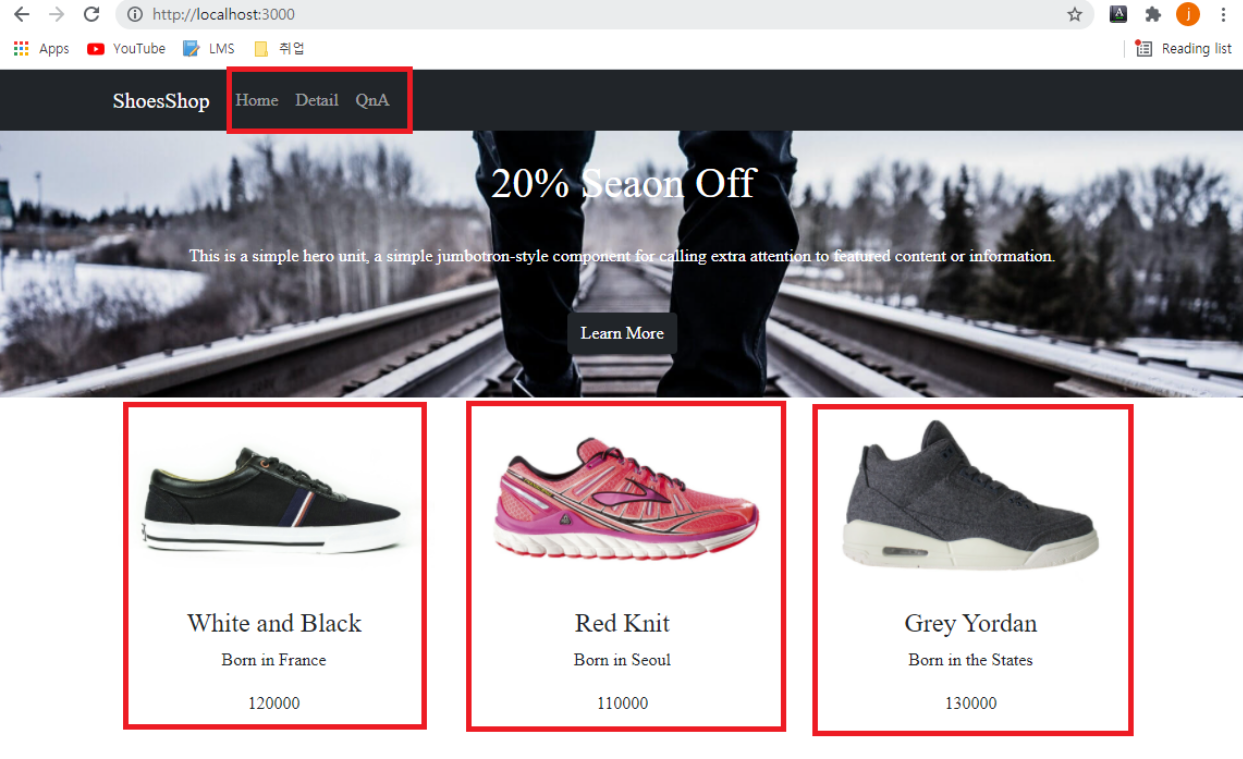 http://localhost:3000
A
j
Apps YouTube LMS 취업 Reading list
ShoesShop Home Detail QnA
20% Seaon Off
This is a simple hero unit, a simple jumbotron-style component for calling extra attention to featured content or information.
Learn More
White and Black
Born in France
120000
Red Knit
Born in Seoul
110000
Grey Yordan
Born in the States
130000